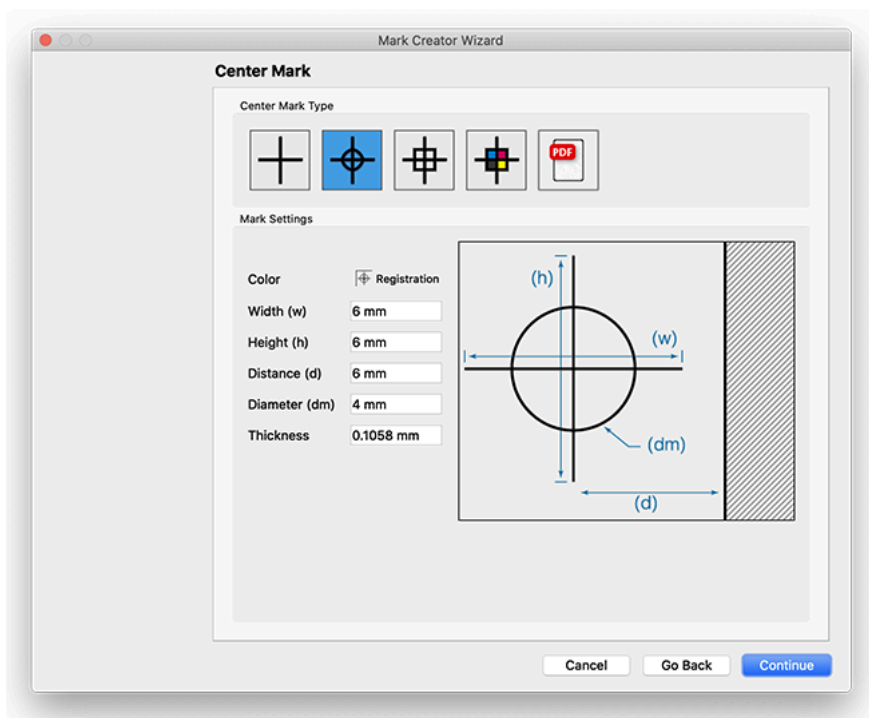 Mark Creator Wizard
Center Mark
Center Mark Type
PDF
Mark Settings
Color Registration
Width (w) 6 mm
Height (h) 6 mm
Distance (d) 6 mm
Diameter (dm) 4 mm
Thickness 0.1058 mm
(h)
(w)
(dm)
(d)
Cancel Go Back Continue